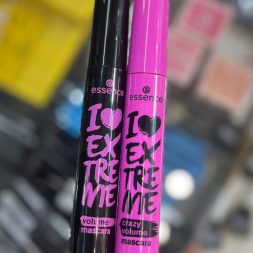 essence
I ♥
EX
TRE
ME
volume
mascara
essence
I ♥
EX
TRE
ME
crazy
volume
mascara